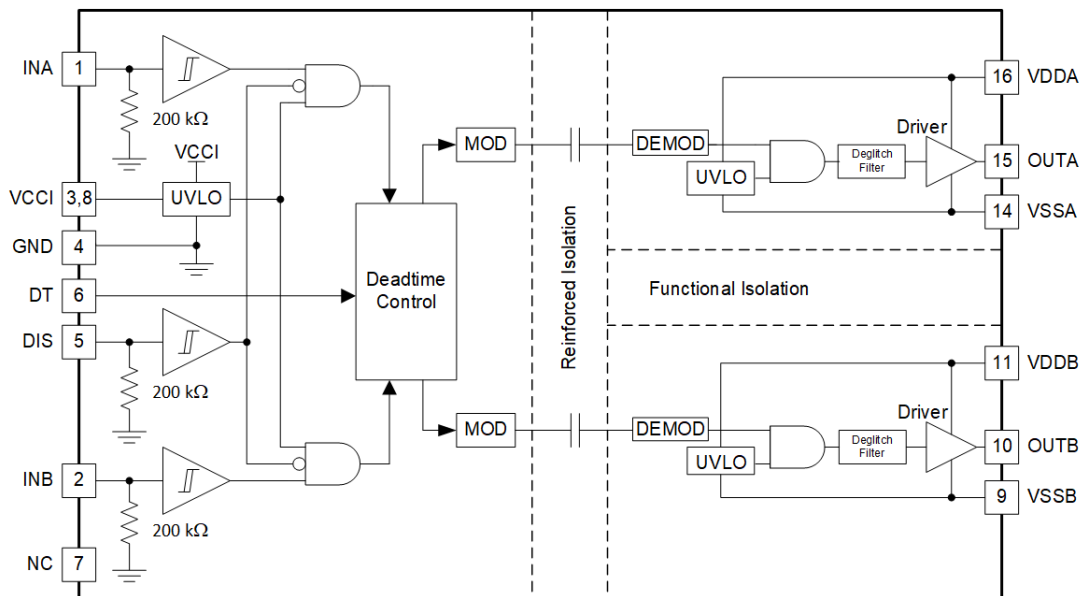 INA 1
200 kΩ
VCCI
VCCI 3,8
UVLO
GND 4
DT 6
DIS 5
200 kΩ
INB 2
200 kΩ
NC 7
Deadtime
Control
MOD
MOD
Reinforced Isolation
Functional Isolation
DEMOD
UVLO
Deglitch
Filter
Driver
16 VDDA
15 OUTA
14 VSSA
DEMOD
UVLO
Deglitch
Filter
Driver
11 VDDB
10 OUTB
9 VSSB